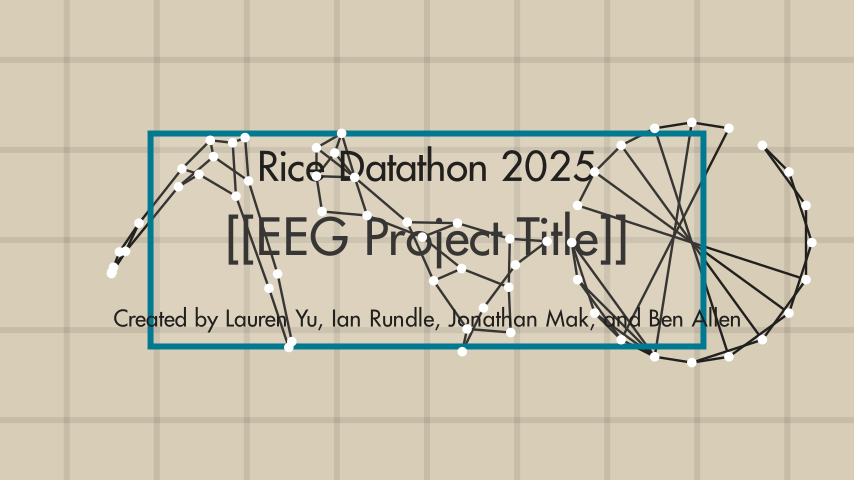 Rice Datathon 2025
[[EEG Project Title]]
Created by Lauren Yu, Ian Rundle, Jonathan Mak, and Ben Allen